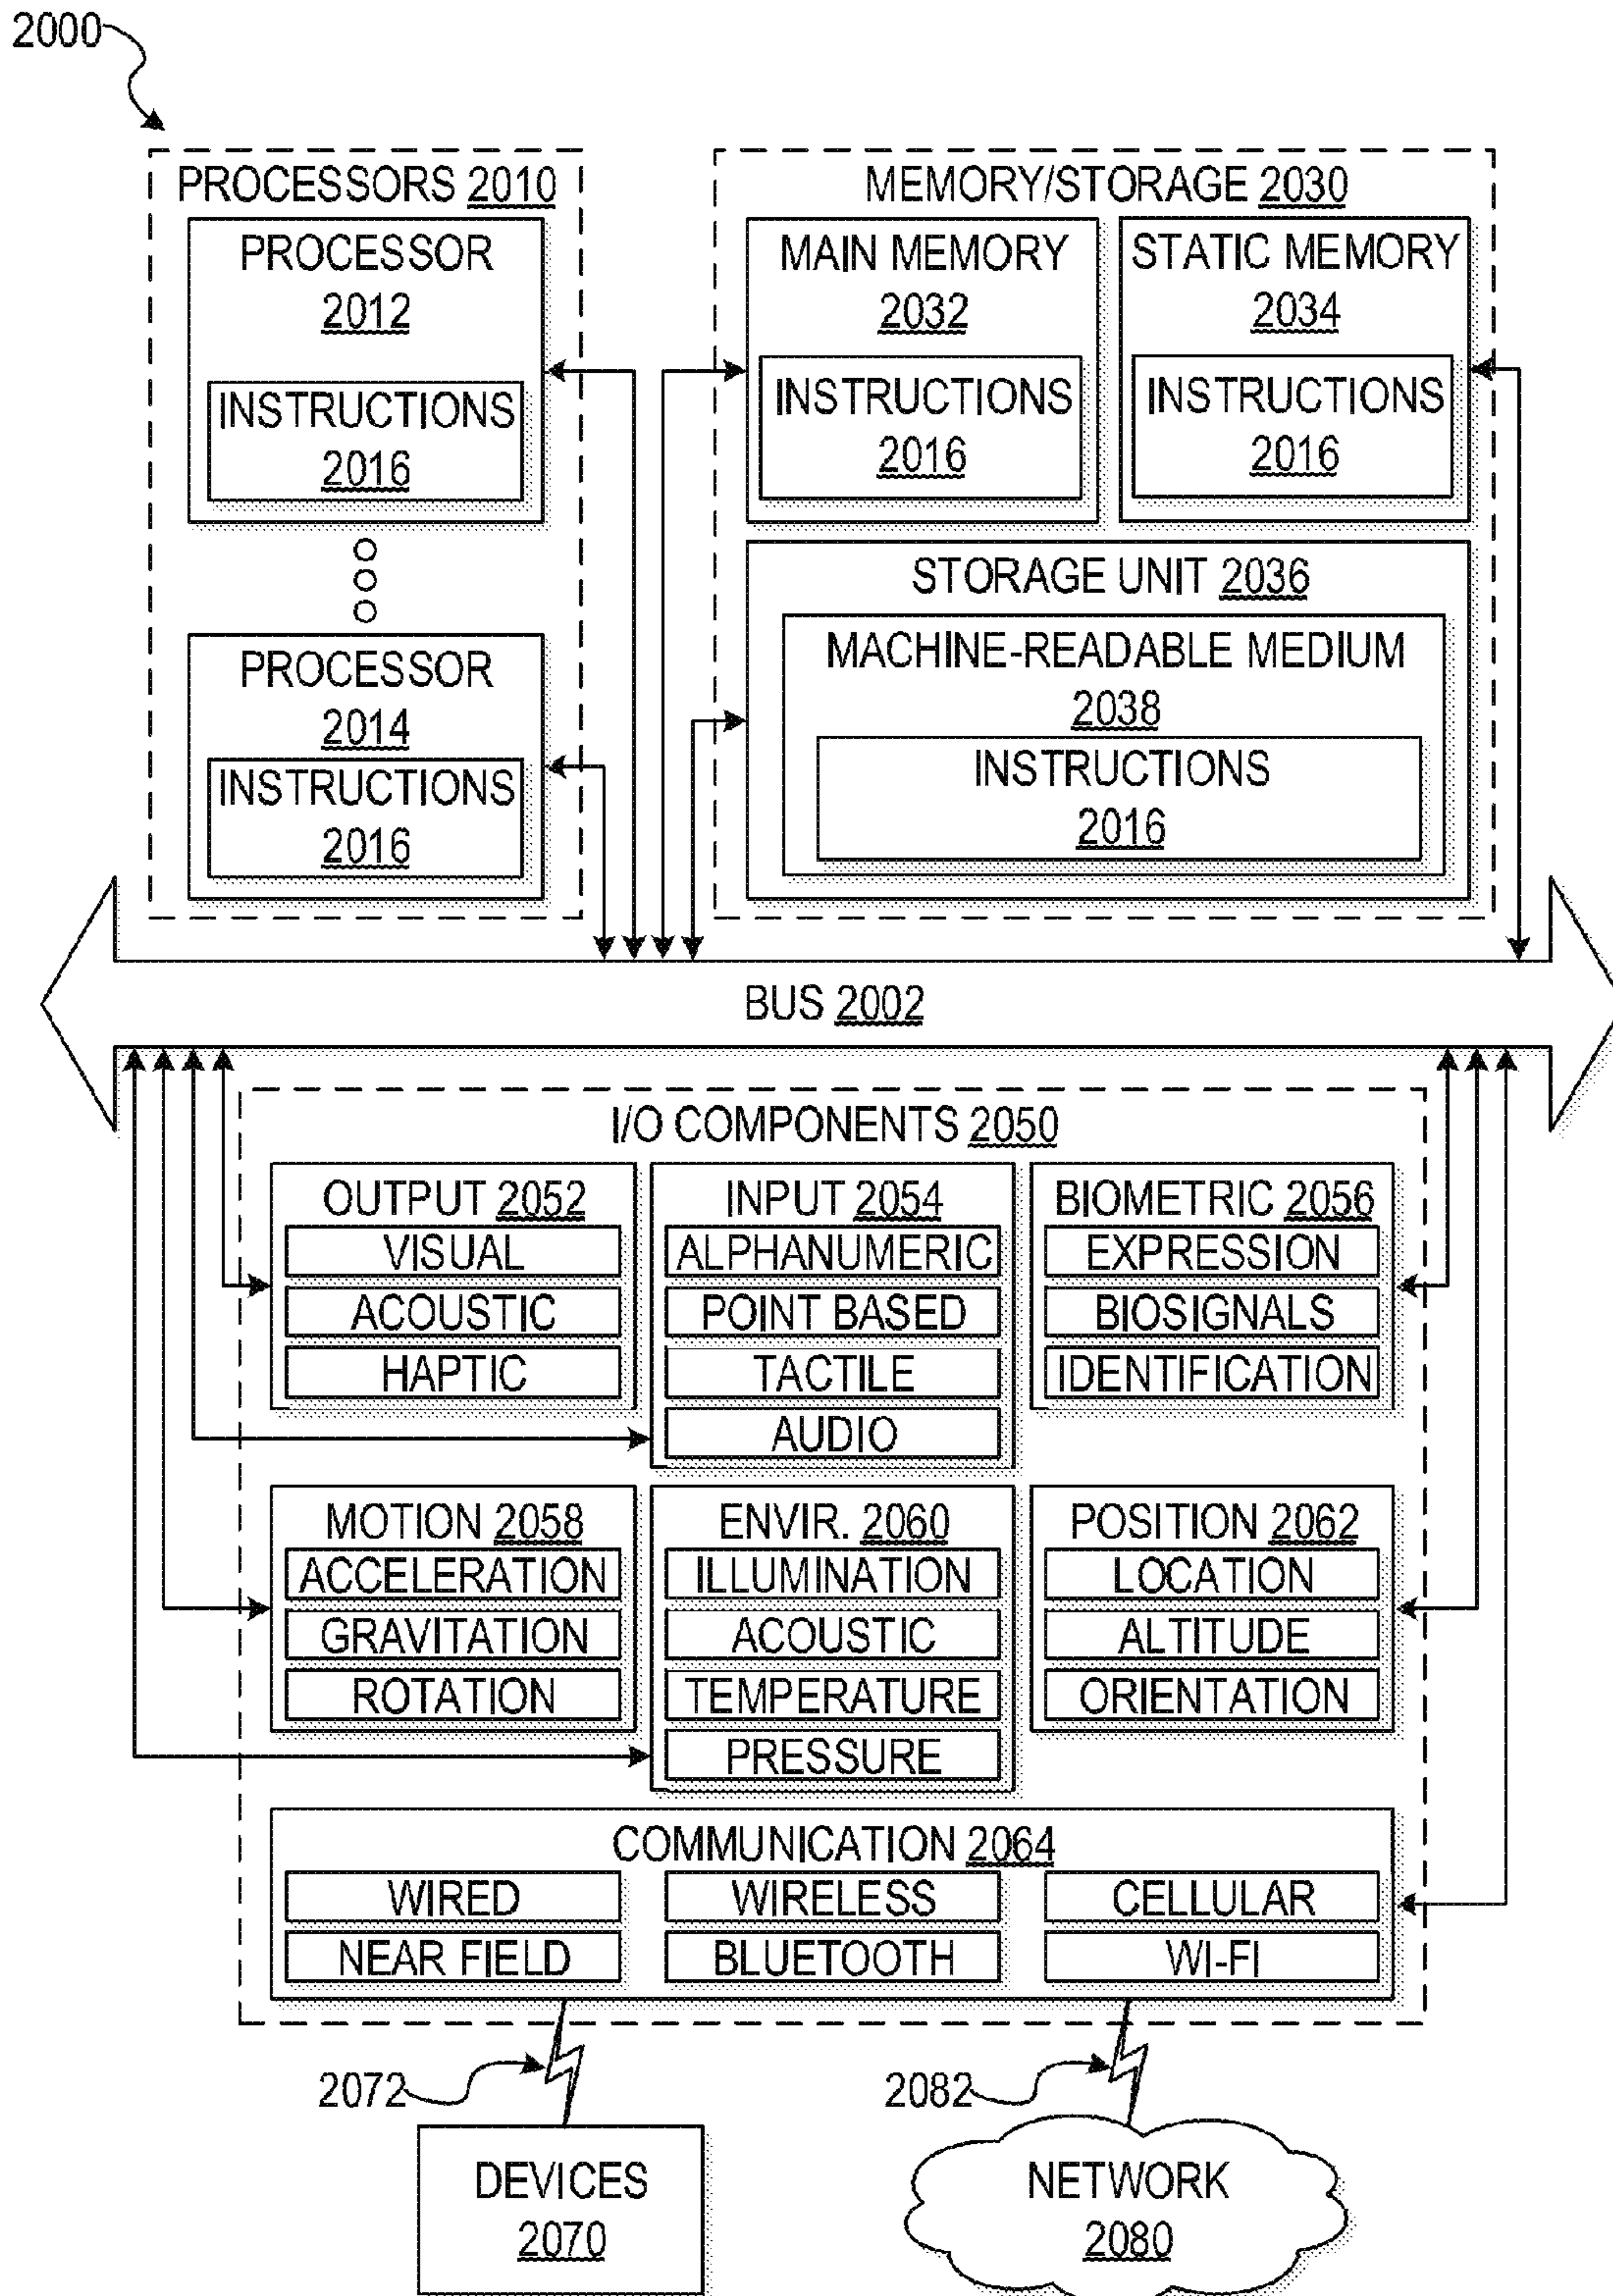 2000
PROCESSORS 2010
PROCESSOR
2012
INSTRUCTIONS
2016
PROCESSOR
2014
INSTRUCTIONS
2016
MEMORY/STORAGE 2030
MAIN MEMORY
2032
INSTRUCTIONS
2016
STATIC MEMORY
2034
INSTRUCTIONS
2016
STORAGE UNIT 2036
MACHINE-READABLE MEDIUM
2038
INSTRUCTIONS
2016
BUS 2002
I/O COMPONENTS 2050
OUTPUT 2052
VISUAL
ACOUSTIC
HAPTIC
INPUT 2054
ALPHANUMERIC
POINT BASED
TACTILE
AUDIO
BIOMETRIC 2056
EXPRESSION
BIOSIGNALS
IDENTIFICATION
MOTION 2058
ACCELERATION
GRAVITATION
ROTATION
ENVIR. 2060
ILLUMINATION
ACOUSTIC
TEMPERATURE
PRESSURE
POSITION 2062
LOCATION
ALTITUDE
ORIENTATION
COMMUNICATION 2064
WIRED
WIRELESS
CELLULAR
NEAR FIELD
BLUETOOTH
WI-FI
2072
2082
DEVICES
2070
NETWORK
2080